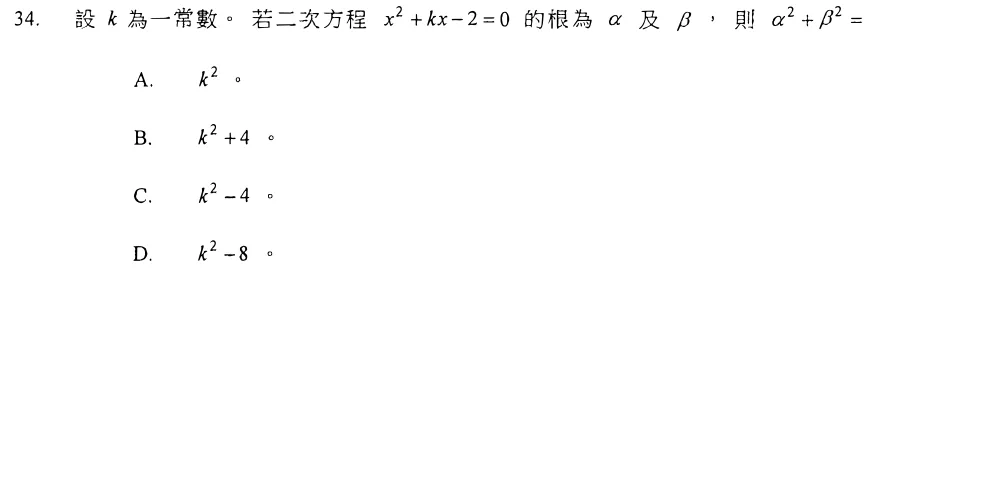 34. 設 k 為一常數。若二次方程 x² + kx − 2 = 0 的根為 α 及 β ,則 α² + β² =
A. k² 。
B. k² + 4 。
C. k² − 4 。
D. k² − 8 。